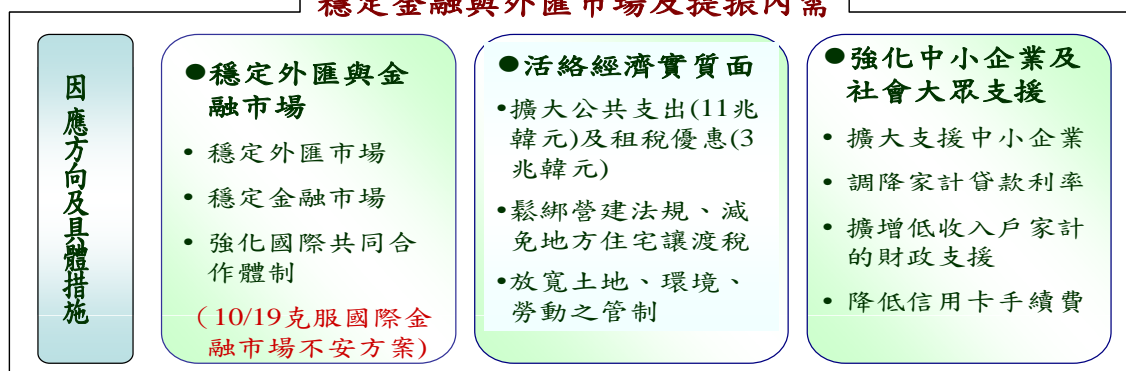 穩定金融與外匯市場及提振內需
因應方向及具體措施
●穩定外匯與金
融市場
• 穩定外匯市場
• 穩定金融市場
• 強化國際共同合
作體制
（10/19克服國際金
融市場不安方案)
●活絡經濟實質面
•擴大公共支出(11兆
韓元)及租稅優惠(3
兆韓元)
•鬆綁營建法規、減
免地方住宅讓渡稅
•放寬土地、環境、
勞動之管制
●強化中小企業及
社會大眾支援
• 擴大支援中小企業
• 調降家計貸款利率
• 擴增低收入戶家計
的財政支援
• 降低信用卡手續費